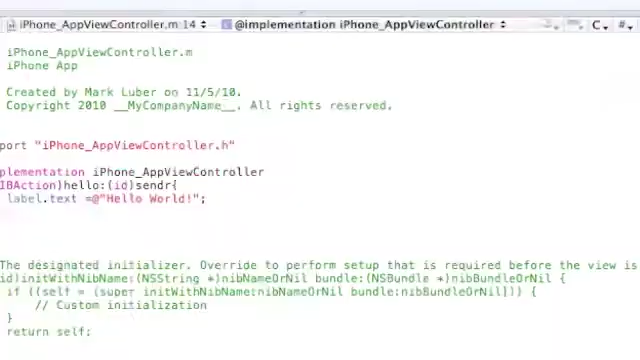 iPhone_AppViewController.m:14 @implementation iPhone_AppViewController C #
iPhone_AppViewController.m
iPhone App
Created by Mark Luber on 11/5/10.
Copyright 2010 __MyCompanyName__. All rights reserved.
port "iPhone_AppViewController.h"
plementation iPhone_AppViewController
IBAction)hello:(id)sendr{
label.text =@"Hello World!";
The designated initializer. Override to perform setup that is required before the view is
id)initWithNibName:(NSString *)nibNameOrNil bundle:(NSBundle *)nibBundleOrNil {
if ((self = [super initWithNibName:nibNameOrNil bundle:nibBundleOrNil])) {
// Custom initialization
}
return self;